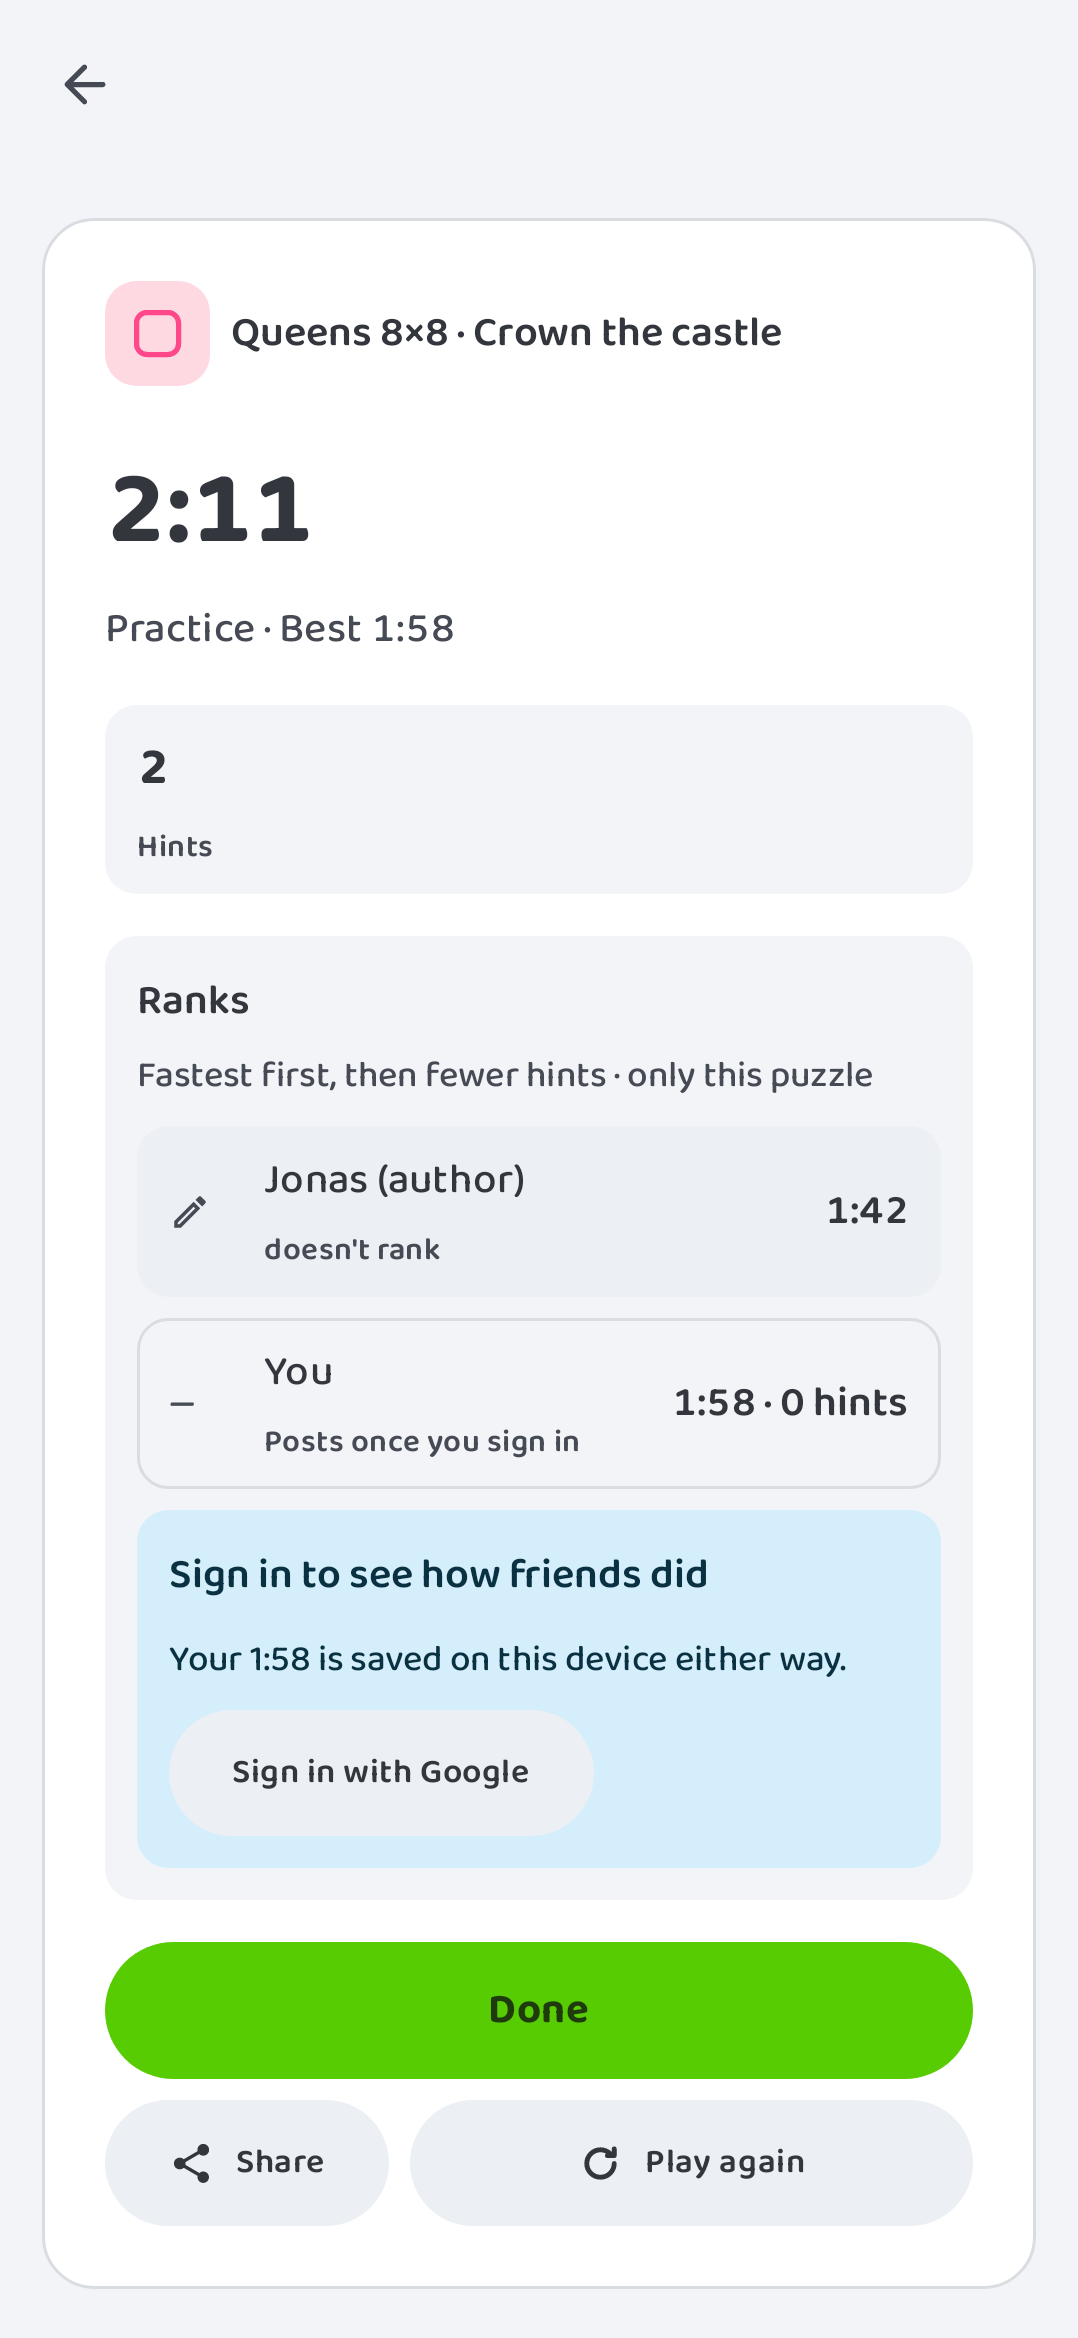 Queens 8×8 · Crown the castle
2:11
Practice · Best 1:58
2
Hints
Ranks
Fastest first, then fewer hints · only this puzzle
Jonas (author)
doesn't rank
1:42
–
You
Posts once you sign in
1:58 · 0 hints
Sign in to see how friends did
Your 1:58 is saved on this device either way.
Sign in with Google
Done
Share
Play again